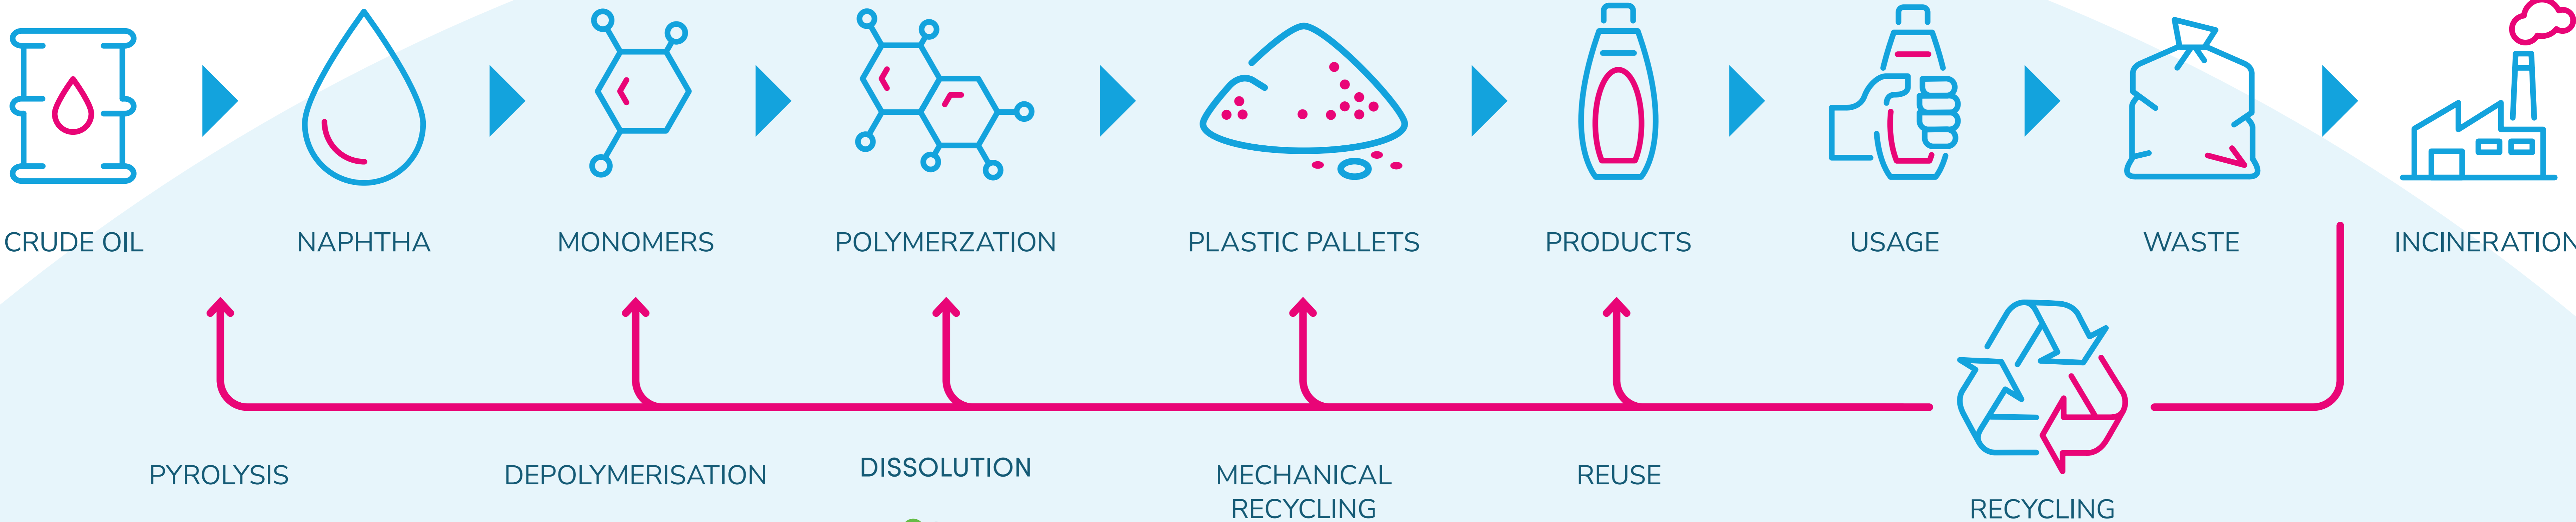 CRUDE OIL
NAPHTHA
MONOMERS
POLYMERZATION
PLASTIC PALLETS
PRODUCTS
USAGE
WASTE
INCINERATION
PYROLYSIS
DEPOLYMERISATION
DISSOLUTION
MECHANICAL
RECYCLING
REUSE
RECYCLING